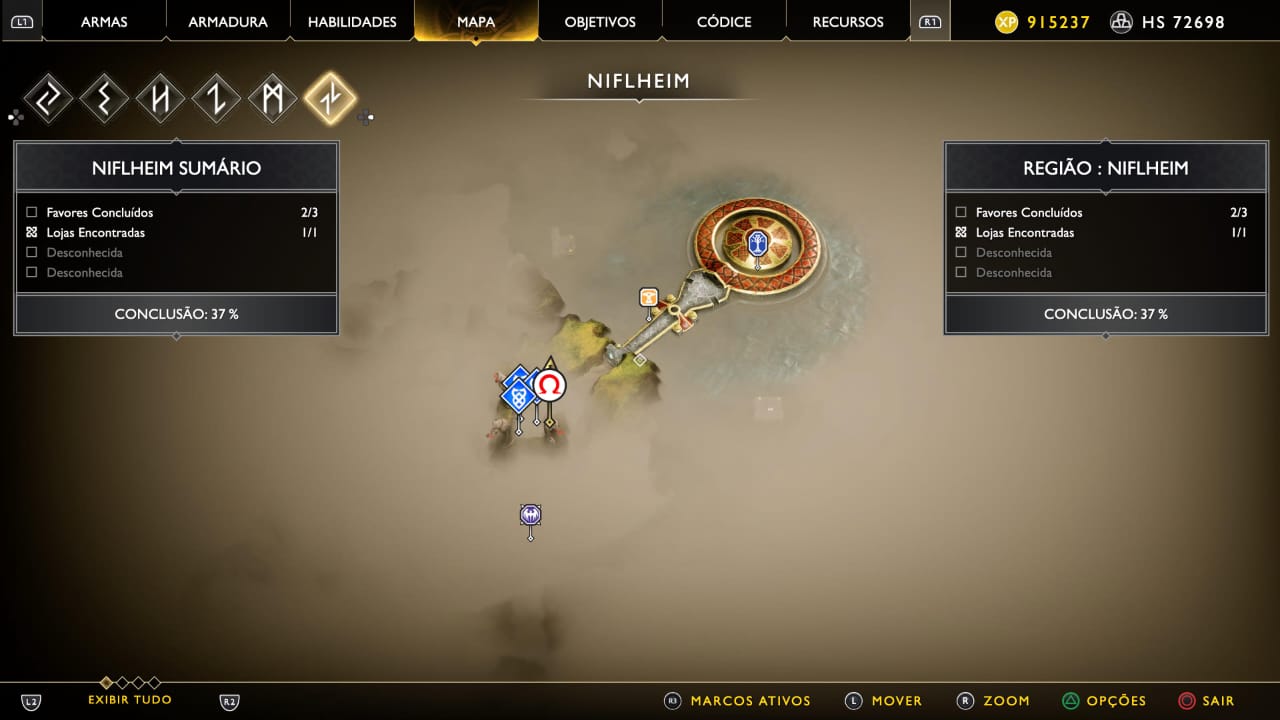 L1 ARMAS ARMADURA HABILIDADES MAPA OBJETIVOS CÓDICE RECURSOS R1 XP 915237 HS 72698
NIFLHEIM
NIFLHEIM SUMÁRIO
Favores Concluídos 2/3
Lojas Encontradas 1/1
Desconhecida
Desconhecida
CONCLUSÃO: 37 %
REGIÃO : NIFLHEIM
Favores Concluídos 2/3
Lojas Encontradas 1/1
Desconhecida
Desconhecida
CONCLUSÃO: 37 %
L2 EXIBIR TUDO R2 R3 MARCOS ATIVOS L MOVER R ZOOM OPÇÕES SAIR